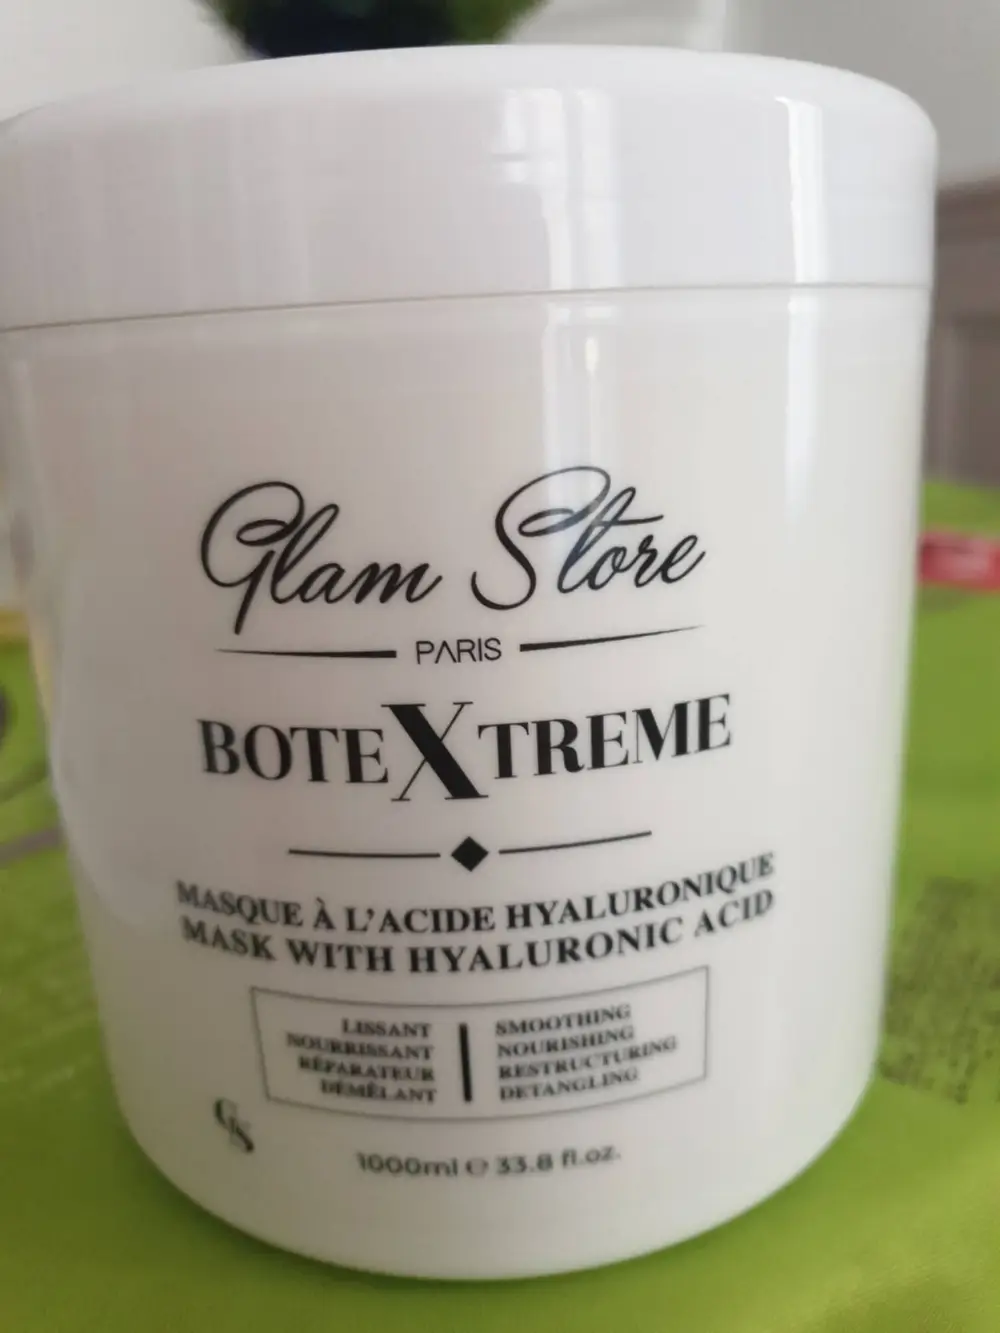 Glam Store
PARIS
BOTEXTREME
MASQUE À L'ACIDE HYALURONIQUE
MASK WITH HYALURONIC ACID
LISSANT
NOURRISSANT
RÉPARATEUR
DÉMÊLANT
SMOOTHING
NOURISHING
RESTRUCTURING
DETANGLING
GS
1000ml ℮ 33.8 fl.oz.